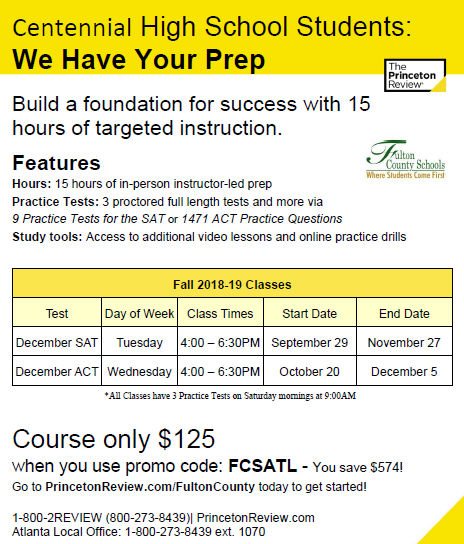 Centennial High School Students:
We Have Your Prep
The
Princeton
Review®
Build a foundation for success with 15
hours of targeted instruction.
Fulton
County Schools
Where Students Come First
Features
Hours: 15 hours of in-person instructor-led prep
Practice Tests: 3 proctored full length tests and more via
9 Practice Tests for the SAT or 1471 ACT Practice Questions
Study tools: Access to additional video lessons and online practice drills
Fall 2018-19 Classes
Test Day of Week Class Times Start Date End Date
December SAT Tuesday 4:00 – 6:30PM September 29 November 27
December ACT Wednesday 4:00 – 6:30PM October 20 December 5
*All Classes have 3 Practice Tests on Saturday mornings at 9:00AM
Course only $125
when you use promo code: FCSATL - You save $574!
Go to PrincetonReview.com/FultonCounty today to get started!
1-800-2REVIEW (800-273-8439)| PrincetonReview.com
Atlanta Local Office: 1-800-273-8439 ext. 1070